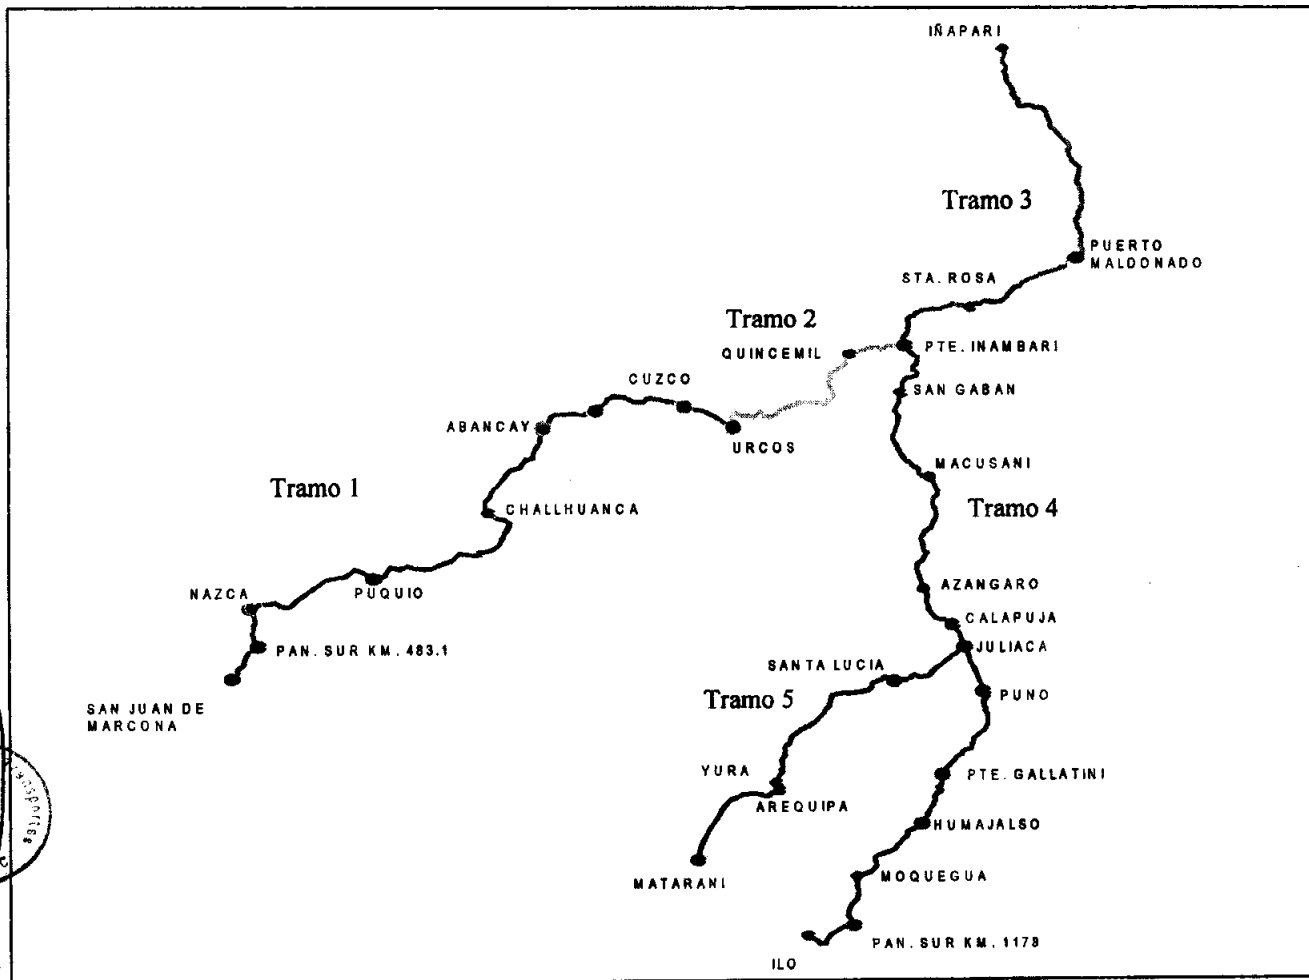 IÑAPARI
Tramo 3
PUERTO
MALDONADO
STA. ROSA
Tramo 2
QUINCEMIL
PTE. INAMBARI
CUZCO
SAN GABAN
ABANCAY
URCOS
MACUSANI
Tramo 1
CHALLHUANCA
Tramo 4
AZANGARO
NAZCA
PUQUIO
CALAPUJA
PAN. SUR KM. 483.1
JULIACA
SANTA LUCIA
SAN JUAN DE
MARCONA
Tramo 5
PUNO
YURA
PTE. GALLATINI
AREQUIPA
HUMAJALSO
MATARANI
MOQUEGUA
PAN. SUR KM. 1178
ILO